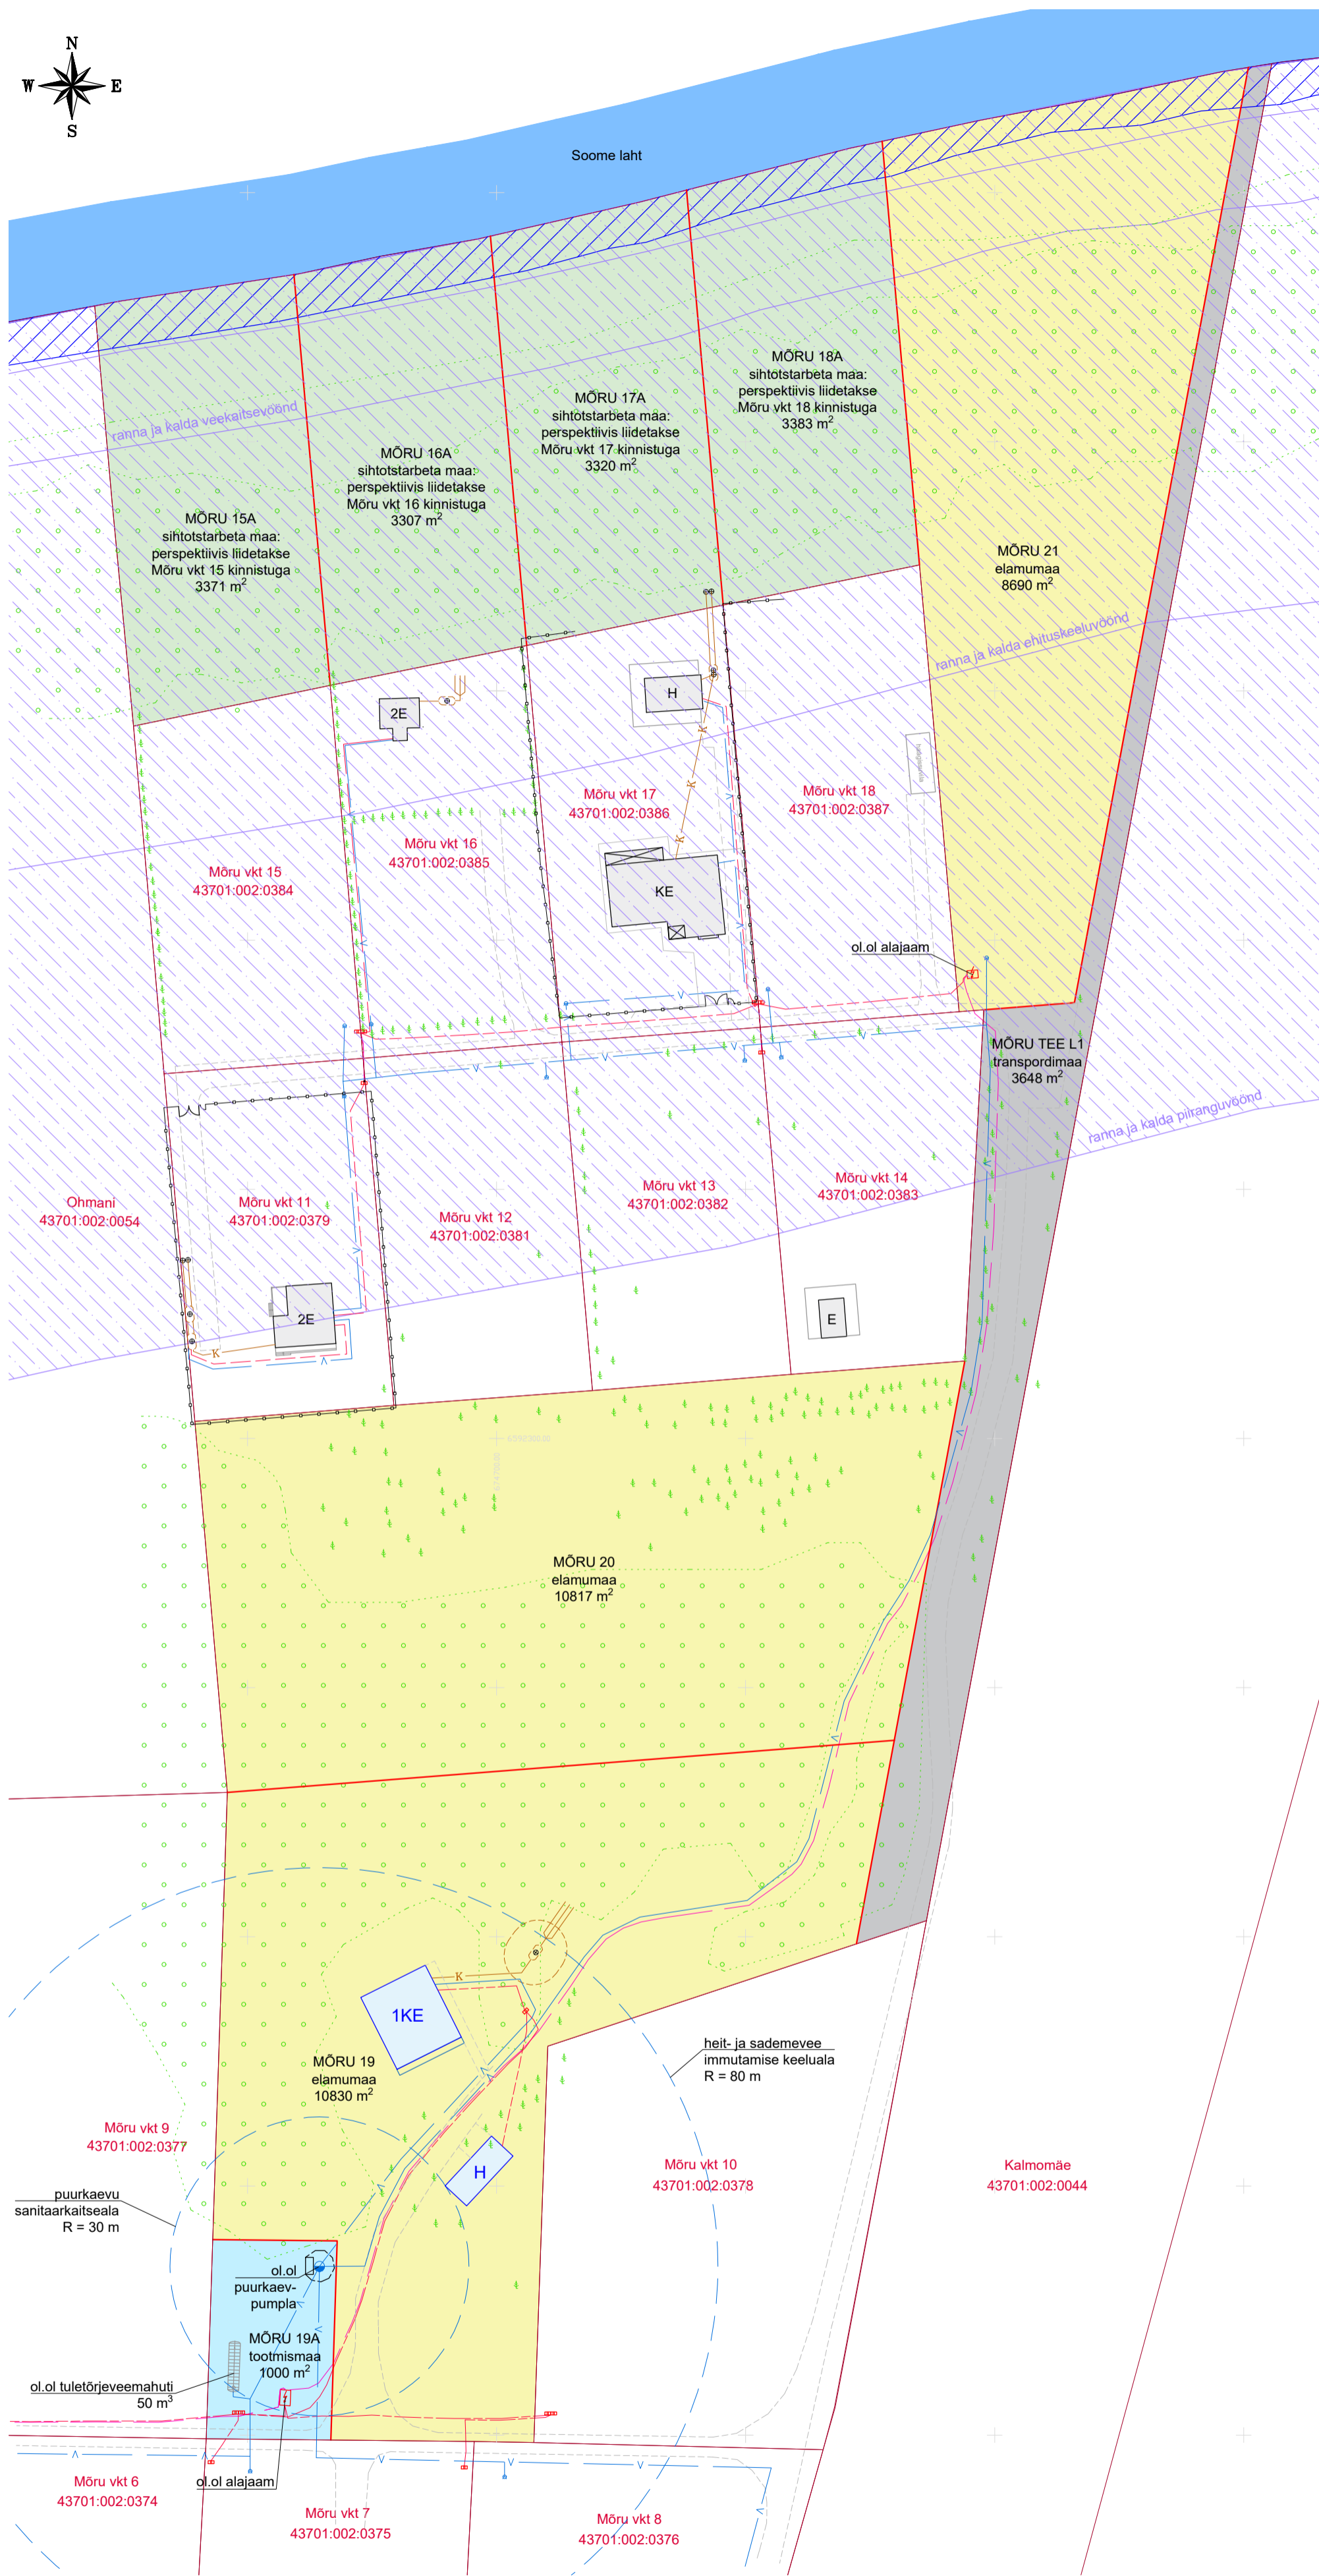 N
W E
S
Soome laht
MÕRU 18A
sihtotstarbeta maa:
perspektiivis liidetakse
Mõru vkt 18 kinnistuga
3383 m²
MÕRU 17A
sihtotstarbeta maa:
perspektiivis liidetakse
Mõru vkt 17 kinnistuga
3320 m²
ranna ja kalda veekaitsevöönd
MÕRU 16A
sihtotstarbeta maa:
perspektiivis liidetakse
Mõru vkt 16 kinnistuga
3307 m²
MÕRU 15A
sihtotstarbeta maa:
perspektiivis liidetakse
Mõru vkt 15 kinnistuga
3371 m²
MÕRU 21
elamumaa
8690 m²
ranna ja kalda ehituskeeluvöönd
H
2E
K
K
K
Mõru vkt 17
43701:002:0386
Mõru vkt 18
43701:002:0387
Mõru vkt 16
43701:002:0385
Mõru vkt 15
43701:002:0384
KE
ol.ol alajaam
MÕRU TEE L1
transpordimaa
3648 m²
ranna ja kalda piiranguvöönd
Ohmani
43701:002:0054
Mõru vkt 11
43701:002:0379
Mõru vkt 12
43701:002:0381
Mõru vkt 13
43701:002:0382
Mõru vkt 14
43701:002:0383
2E
E
K
MÕRU 20
elamumaa
10817 m²
K
1KE
MÕRU 19
elamumaa
10830 m²
heit- ja sademevee
immutamise keeluala
R = 80 m
Mõru vkt 9
43701:002:0377
H
Mõru vkt 10
43701:002:0378
Kalmomäe
43701:002:0044
puurkaevu
sanitaarkaitseala
R = 30 m
ol.ol
puurkaev-
pumpla
MÕRU 19A
tootmismaa
1000 m²
ol.ol tuletõrjeveemahuti
50 m³
ol.ol alajaam
Mõru vkt 6
43701:002:0374
Mõru vkt 7
43701:002:0375
Mõru vkt 8
43701:002:0376